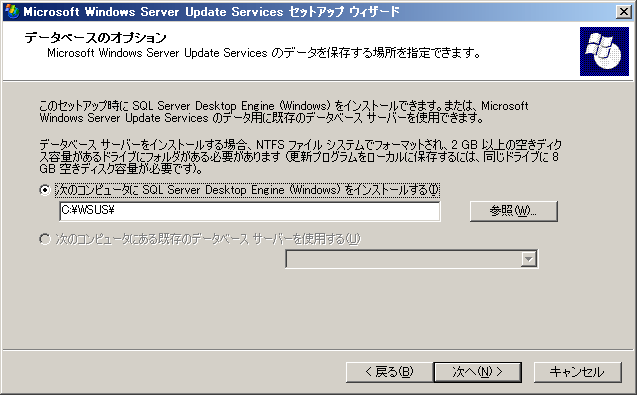 Microsoft Windows Server Update Services セットアップ ウィザード
データベースのオプション
Microsoft Windows Server Update Services のデータを保存する場所を指定できます。
このセットアップ時に SQL Server Desktop Engine (Windows) をインストールできます。または、Microsoft
Windows Server Update Services のデータ用に既存のデータベース サーバーを使用できます。
データベース サーバーをインストールする場合、NTFS ファイル システムでフォーマットされ、2 GB 以上の空きディク
ス容量があるドライブにフォルダがある必要があります (更新プログラムをローカルに保存するには、同じドライブに 8
GB 空きディスク容量が必要です)。
次のコンピュータに SQL Server Desktop Engine (Windows) をインストールする(I)
C:¥WSUS¥
参照(W)...
次のコンピュータにある既存のデータベース サーバーを使用する(U)
< 戻る(B)
次へ(N) >
キャンセル